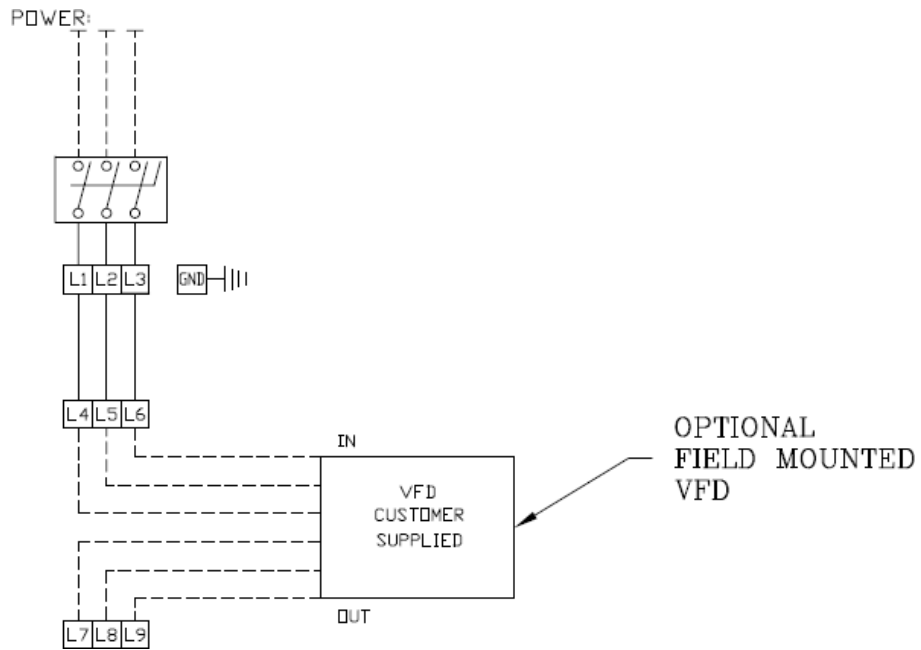 POWER:
L1 L2 L3 GND
L4 L5 L6
IN
VFD
CUSTOMER
SUPPLIED
OUT
L7 L8 L9
OPTIONAL
FIELD MOUNTED
VFD